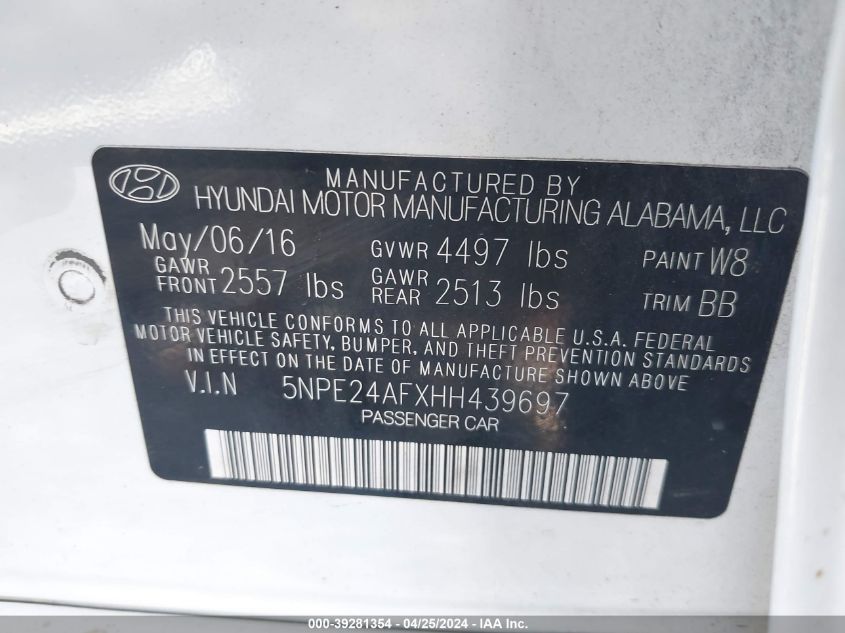 MANUFACTURED BY
HYUNDAI MOTOR MANUFACTURING ALABAMA, LLC
May/06/16 GVWR 4497 lbs PAINT W8
GAWR FRONT 2557 lbs GAWR REAR 2513 lbs TRIM BB
THIS VEHICLE CONFORMS TO ALL APPLICABLE U.S.A. FEDERAL
MOTOR VEHICLE SAFETY, BUMPER, AND THEFT PREVENTION STANDARDS
IN EFFECT ON THE DATE OF MANUFACTURE SHOWN ABOVE
V.I.N 5NPE24AFXHH439697
PASSENGER CAR
000-39281354 - 04/25/2024 - IAA Inc.